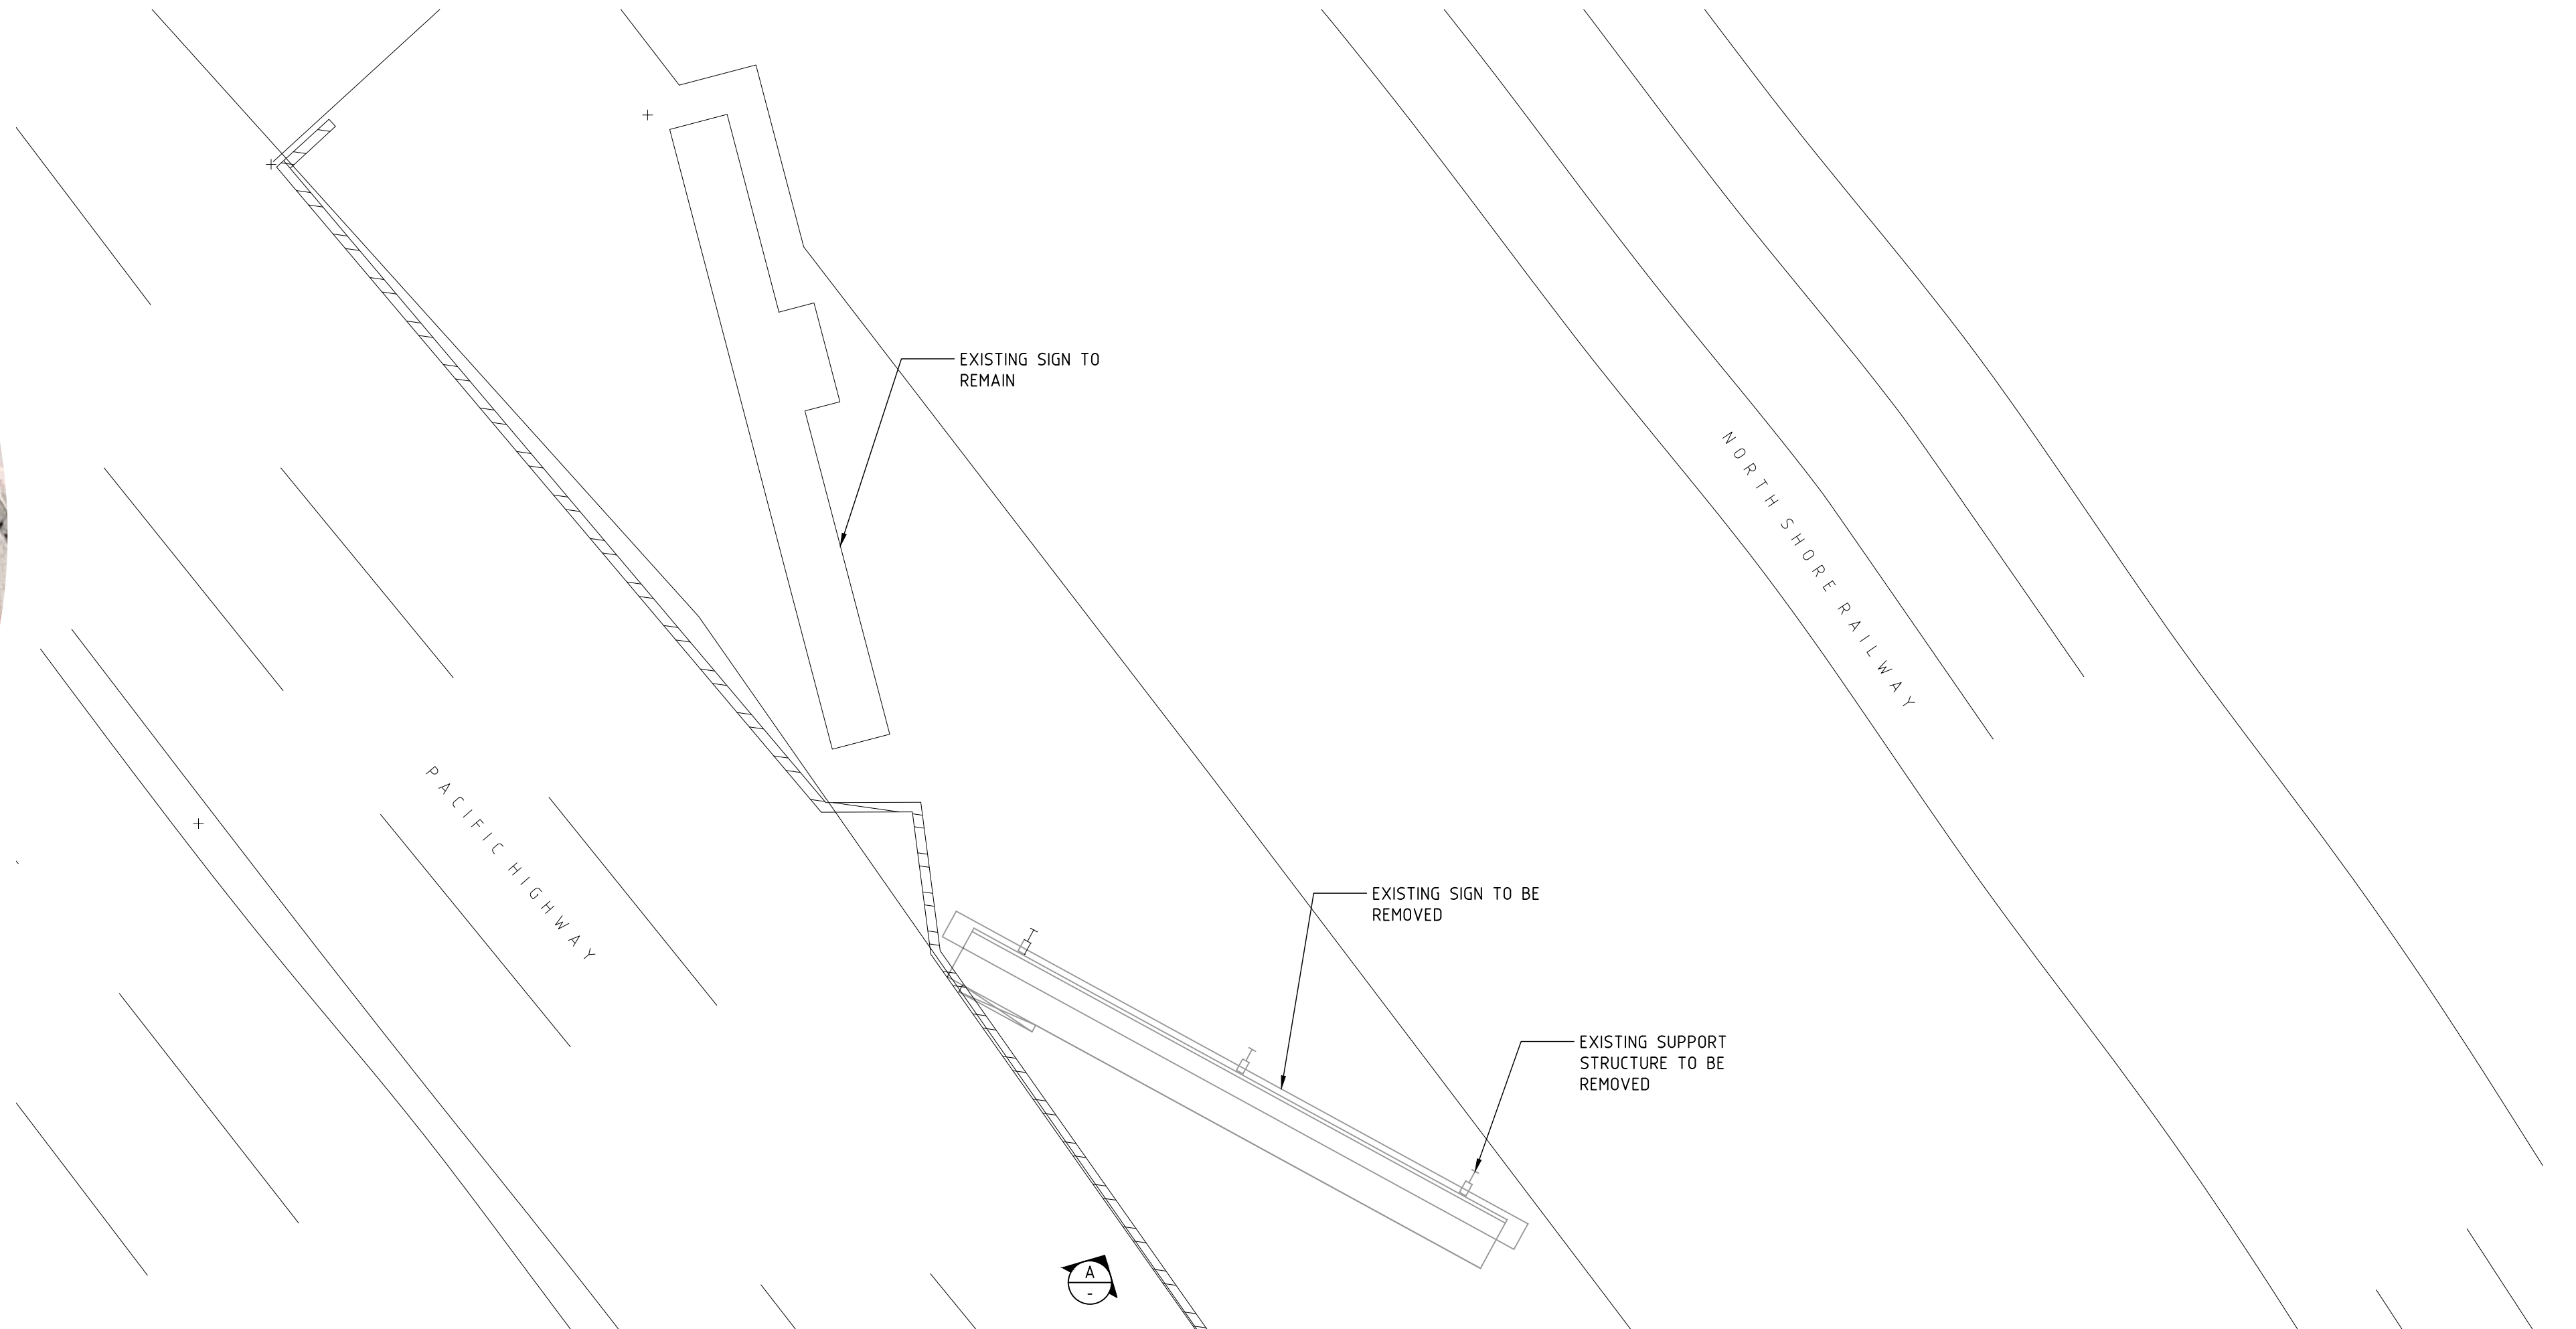 EXISTING SIGN TO
REMAIN
NORTH SHORE RAILWAY
PACIFIC HIGHWAY
EXISTING SIGN TO BE
REMOVED
EXISTING SUPPORT
STRUCTURE TO BE
REMOVED
A
-